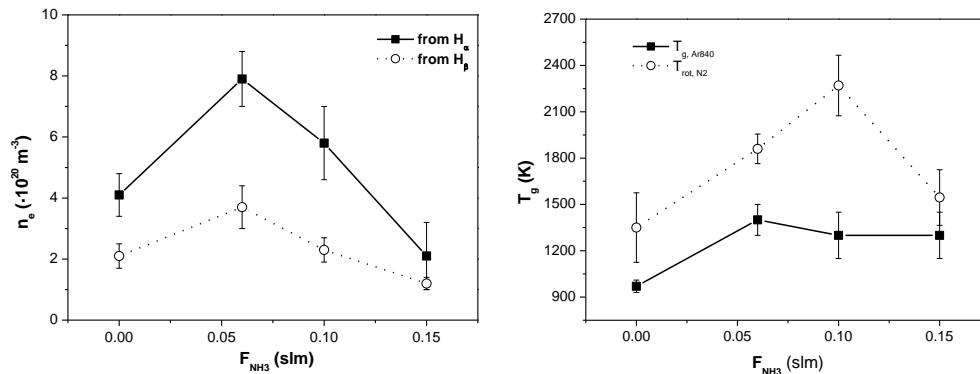 10
8
6
4
2
0
nₑ (·10²⁰ m⁻³)
from Hα
from Hβ
0.00 0.05 0.10 0.15
F_NH3 (slm)
2700
2400
2100
1800
1500
1200
900
T_g (K)
T_g, Ar840
T_rot, N2
0.00 0.05 0.10 0.15
F_NH3 (slm)